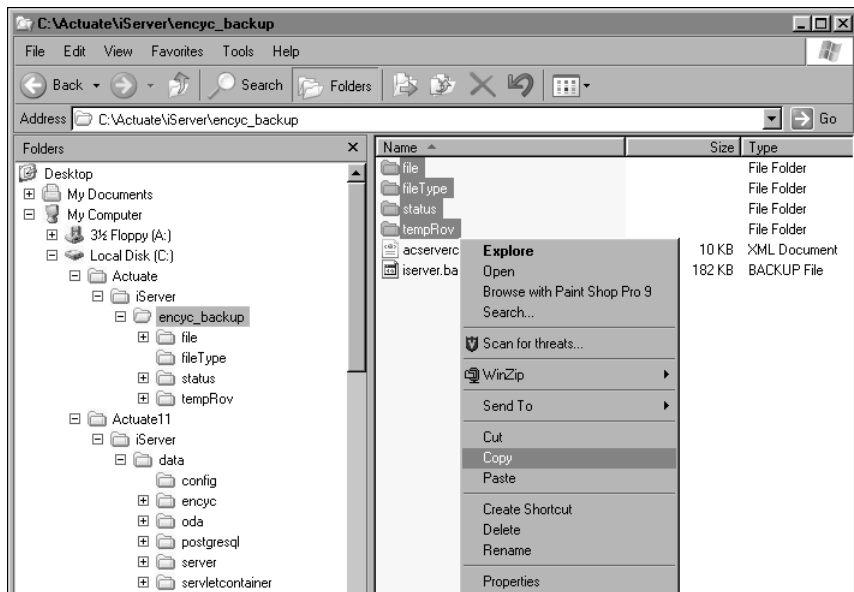 C:\Actuate\iServer\encyc_backup
File Edit View Favorites Tools Help
Back Search Folders
Address C:\Actuate\iServer\encyc_backup Go
Folders
Desktop
My Documents
My Computer
3½ Floppy (A:)
Local Disk (C:)
Actuate
iServer
encyc_backup
file
fileType
status
tempRov
Actuate11
iServer
data
config
encyc
oda
postgresql
server
servletcontainer
Name Size Type
file File Folder
fileType File Folder
status File Folder
tempRov File Folder
acserverc 10 KB XML Document
iserver.ba 182 KB BACKUP File
Explore
Open
Browse with Paint Shop Pro 9
Search...
Scan for threats...
WinZip
Send To
Cut
Copy
Paste
Create Shortcut
Delete
Rename
Properties